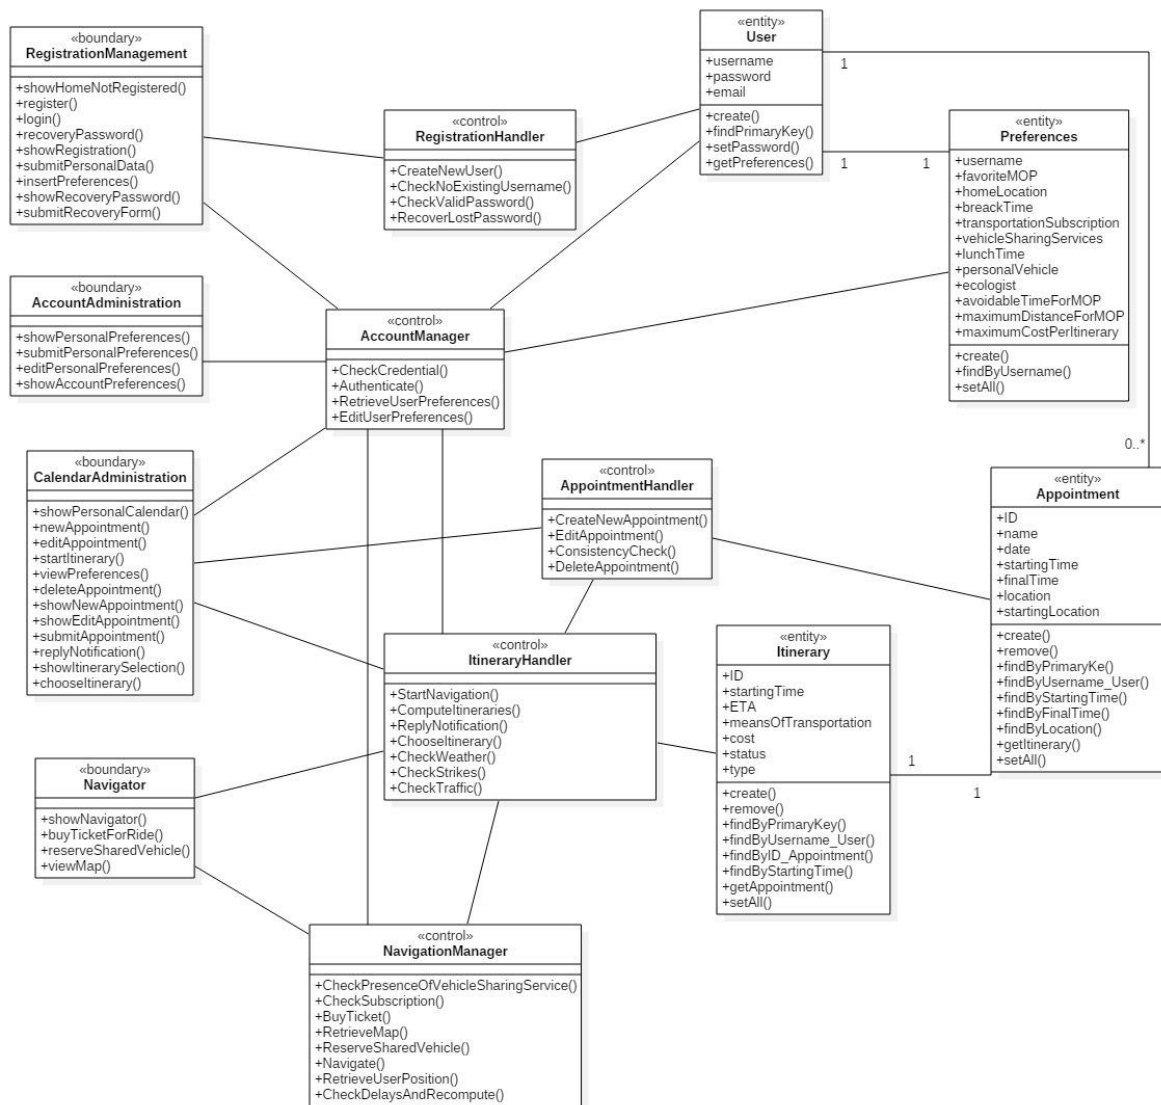 «boundary»
RegistrationManagement
+showHomeNotRegistered()
+register()
+login()
+recoveryPassword()
+showRegistration()
+submitPersonalData()
+insertPreferences()
+showRecoveryPassword()
+submitRecoveryForm()
«control»
RegistrationHandler
+CreateNewUser()
+CheckNoExistingUsername()
+CheckValidPassword()
+RecoverLostPassword()
«entity»
User
+username
+password
+email
+create()
+findPrimaryKey()
+setPassword()
+getPreferences()
1
1
1
«entity»
Preferences
+username
+favoriteMOP
+homeLocation
+breackTime
+transportationSubscription
+vehicleSharingServices
+lunchTime
+personalVehicle
+ecologist
+avoidableTimeForMOP
+maximumDistanceForMOP
+maximumCostPerItinerary
+create()
+findByUsername()
+setAll()
«boundary»
AccountAdministration
+showPersonalPreferences()
+submitPersonalPreferences()
+editPersonalPreferences()
+showAccountPreferences()
«control»
AccountManager
+CheckCredential()
+Authenticate()
+RetrieveUserPreferences()
+EditUserPreferences()
«boundary»
CalendarAdministration
+showPersonalCalendar()
+newAppointment()
+editAppointment()
+startItinerary()
+viewPreferences()
+deleteAppointment()
+showNewAppointment()
+showEditAppointment()
+submitAppointment()
+replyNotification()
+showItinerarySelection()
+chooseItinerary()
«control»
AppointmentHandler
+CreateNewAppointment()
+EditAppointment()
+ConsistencyCheck()
+DeleteAppointment()
0..*
«entity»
Appointment
+ID
+name
+date
+startingTime
+finalTime
+location
+startingLocation
+create()
+remove()
+findByPrimaryKe()
+findByUsername_User()
+findByStartingTime()
+findByFinalTime()
+findByLocation()
+getItinerary()
+setAll()
«control»
ItineraryHandler
+StartNavigation()
+ComputeItineraries()
+ReplyNotification()
+ChooseItinerary()
+CheckWeather()
+CheckStrikes()
+CheckTraffic()
«entity»
Itinerary
+ID
+startingTime
+ETA
+meansOfTransportation
+cost
+status
+type
+create()
+remove()
+findByPrimaryKey()
+findByUsername_User()
+findByID_Appointment()
+findByStartingTime()
+getAppointment()
+setAll()
1
1
«boundary»
Navigator
+showNavigator()
+buyTicketForRide()
+reserveSharedVehicle()
+viewMap()
«control»
NavigationManager
+CheckPresenceOfVehicleSharingService()
+CheckSubscription()
+BuyTicket()
+RetrieveMap()
+ReserveSharedVehicle()
+Navigate()
+RetrieveUserPosition()
+CheckDelaysAndRecompute()